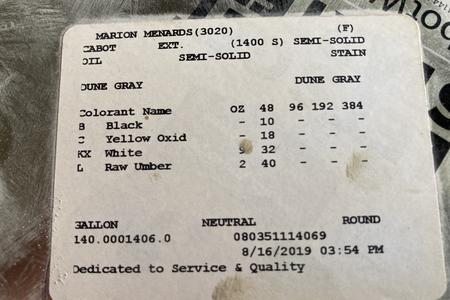 MARION MENARDS(3020) (F)
CABOT EXT. (1400 S) SEMI-SOLID
OIL SEMI-SOLID STAIN
DUNE GRAY DUNE GRAY
Colorant Name OZ 48 96 192 384
B Black - 10 - - -
C Yellow Oxid - 18 - - -
KX White 9 32 - - -
L Raw Umber 2 40 - - -
GALLON NEUTRAL ROUND
140.0001406.0 080351114069
8/16/2019 03:54 PM
Dedicated to Service & Quality